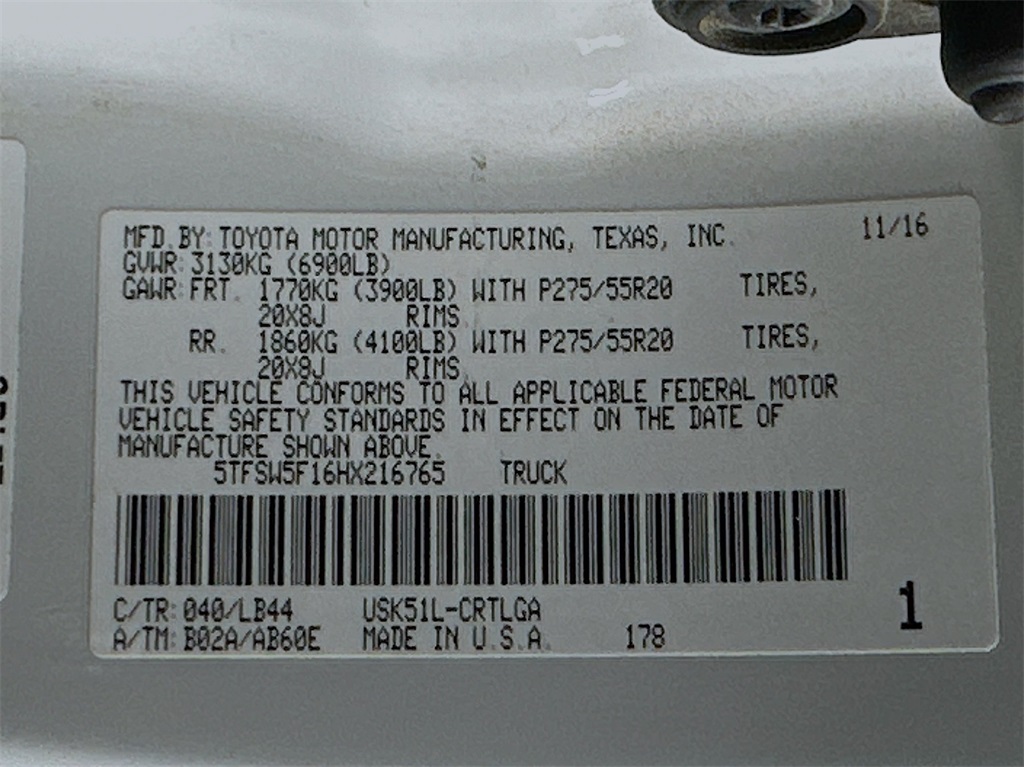 MFD. BY: TOYOTA MOTOR MANUFACTURING, TEXAS, INC. 11/16
GVWR: 3130KG (6900LB)
GAWR: FRT. 1770KG (3900LB) WITH P275/55R20 TIRES,
20X8J RIMS.
RR. 1860KG (4100LB) WITH P275/55R20 TIRES,
20X8J RIMS.
THIS VEHICLE CONFORMS TO ALL APPLICABLE FEDERAL MOTOR
VEHICLE SAFETY STANDARDS IN EFFECT ON THE DATE OF
MANUFACTURE SHOWN ABOVE.
5TFSW5F16HX216765 TRUCK
C/TR: 040/LB44 USK51L-CRTLGA
A/TM: B02A/AB60E MADE IN U.S.A. 178
1